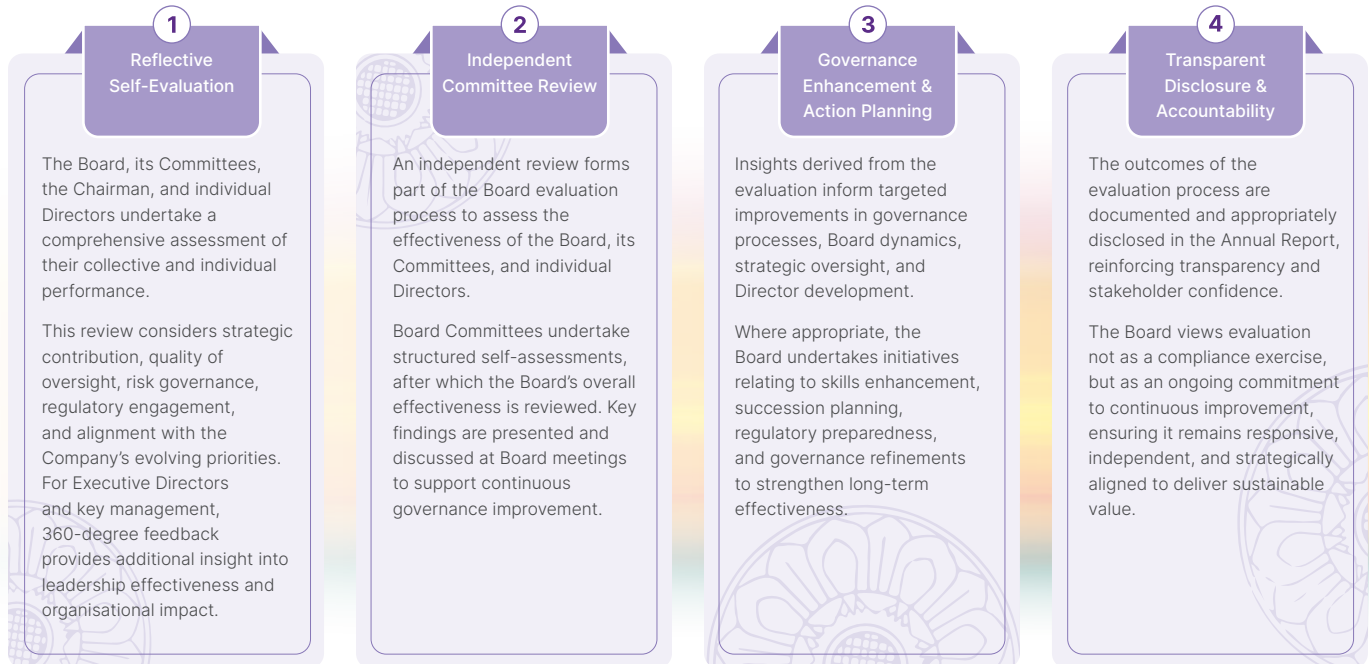 1
Reflective
Self-Evaluation
The Board, its Committees,
the Chairman, and individual
Directors undertake a
comprehensive assessment of
their collective and individual
performance.
This review considers strategic
contribution, quality of
oversight, risk governance,
regulatory engagement,
and alignment with the
Company’s evolving priorities.
For Executive Directors
and key management,
360-degree feedback
provides additional insight into
leadership effectiveness and
organisational impact.
2
Independent
Committee Review
An independent review forms
part of the Board evaluation
process to assess the
effectiveness of the Board, its
Committees, and individual
Directors.
Board Committees undertake
structured self-assessments,
after which the Board’s overall
effectiveness is reviewed. Key
findings are presented and
discussed at Board meetings
to support continuous
governance improvement.
3
Governance
Enhancement &
Action Planning
Insights derived from the
evaluation inform targeted
improvements in governance
processes, Board dynamics,
strategic oversight, and
Director development.
Where appropriate, the
Board undertakes initiatives
relating to skills enhancement,
succession planning,
regulatory preparedness,
and governance refinements
to strengthen long-term
effectiveness.
4
Transparent
Disclosure &
Accountability
The outcomes of the
evaluation process are
documented and appropriately
disclosed in the Annual Report,
reinforcing transparency and
stakeholder confidence.
The Board views evaluation
not as a compliance exercise,
but as an ongoing commitment
to continuous improvement,
ensuring it remains responsive,
independent, and strategically
aligned to deliver sustainable
value.